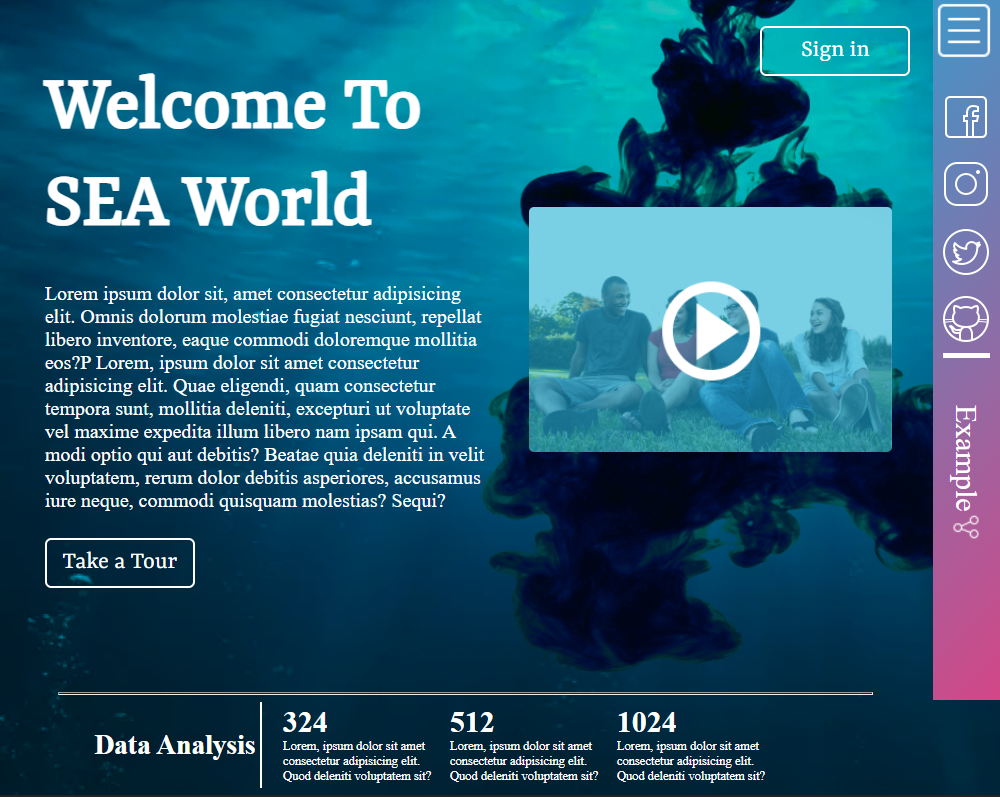 Sign in
Welcome To
SEA World
Lorem ipsum dolor sit, amet consectetur adipisicing
elit. Omnis dolorum molestiae fugiat nesciunt, repellat
libero inventore, eaque commodi doloremque mollitia
eos?P Lorem, ipsum dolor sit amet consectetur
adipisicing elit. Quae eligendi, quam consectetur
tempora sunt, mollitia deleniti, excepturi ut voluptate
vel maxime expedita illum libero nam ipsam qui. A
modi optio qui aut debitis? Beatae quia deleniti in velit
voluptatem, rerum dolor debitis asperiores, accusamus
iure neque, commodi quisquam molestias? Sequi?
Take a Tour
Example
Data Analysis
324
Lorem, ipsum dolor sit amet
consectetur adipisicing elit.
Quod deleniti voluptatem sit?
512
Lorem, ipsum dolor sit amet
consectetur adipisicing elit.
Quod deleniti voluptatem sit?
1024
Lorem, ipsum dolor sit amet
consectetur adipisicing elit.
Quod deleniti voluptatem sit?